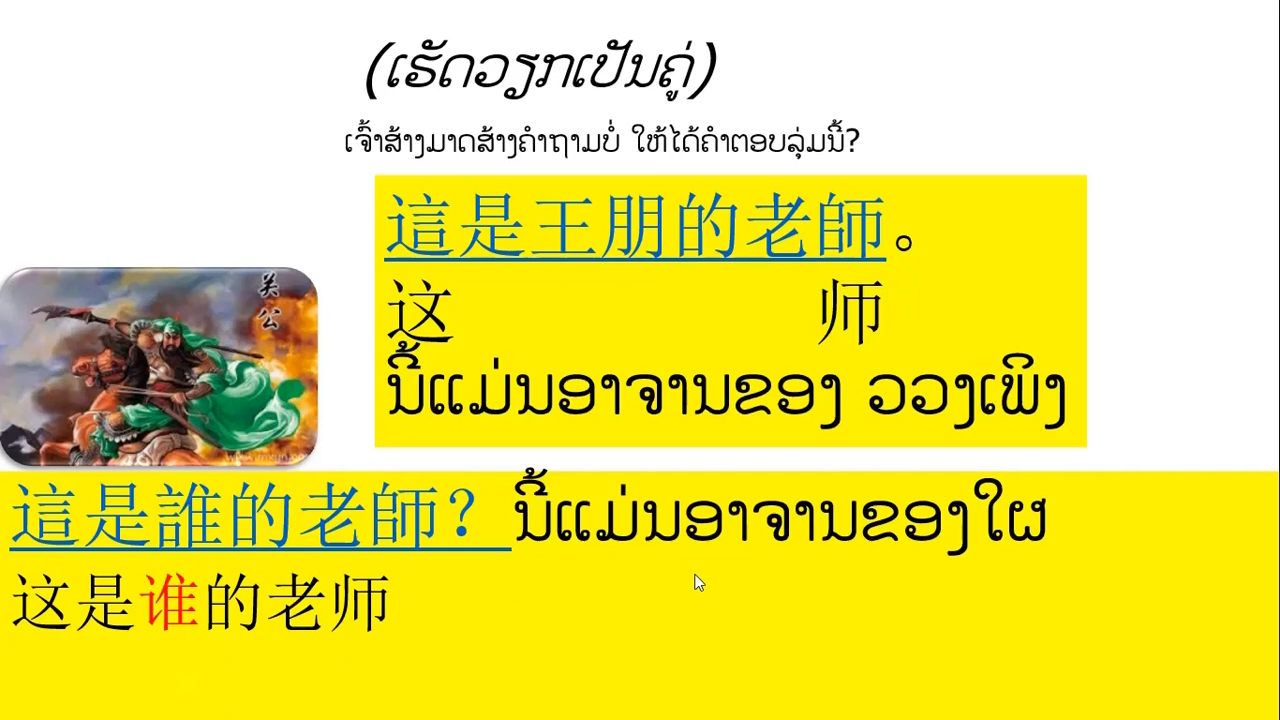 (ເຮັດວຽກເປັນຄູ່)
ເຈົ້າສ້າງມາດສ້າງຄຳຖາມບໍ່ ໃຫ້ໄດ້ຄຳຕອບລຸ່ມນີ້?
這是王朋的老師。
这 师
ນີ້ແມ່ນອາຈານຂອງ ວວງເພິງ
关公
這是誰的老師？ນີ້ແມ່ນອາຈານຂອງໃຜ
这是谁的老师